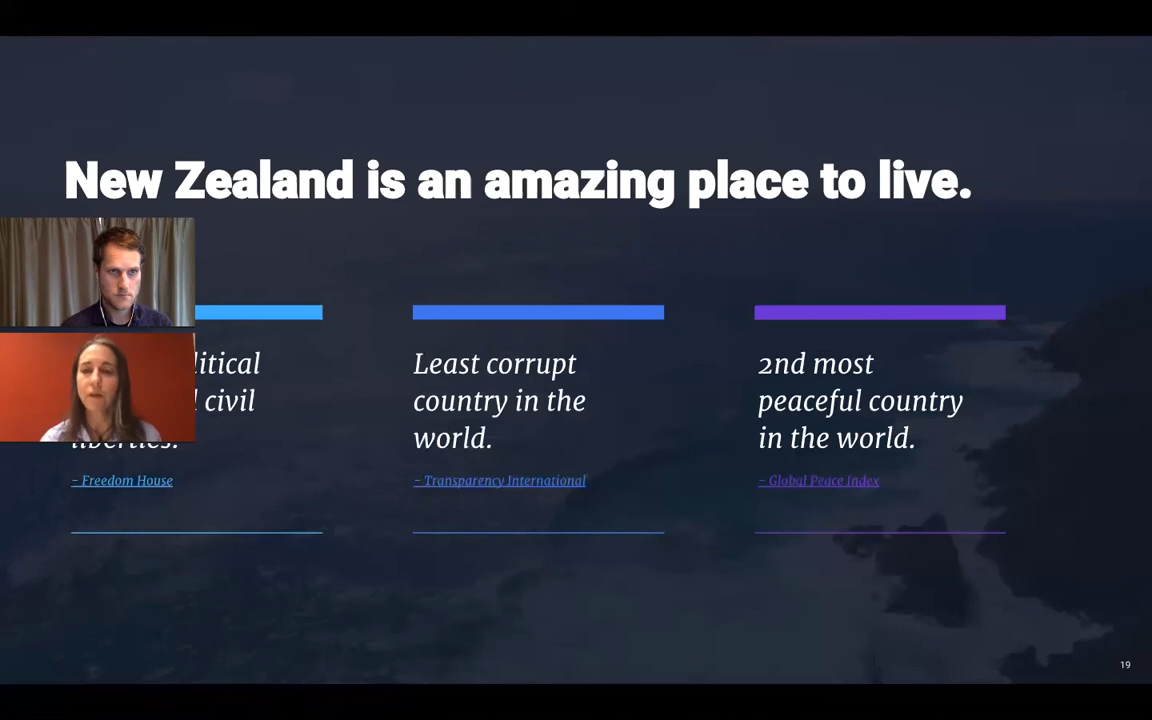 New Zealand is an amazing place to live.
civil
liberties.
- Freedom House
Least corrupt
country in the
world.
- Transparency International
2nd most
peaceful country
in the world.
- Global Peace Index
19